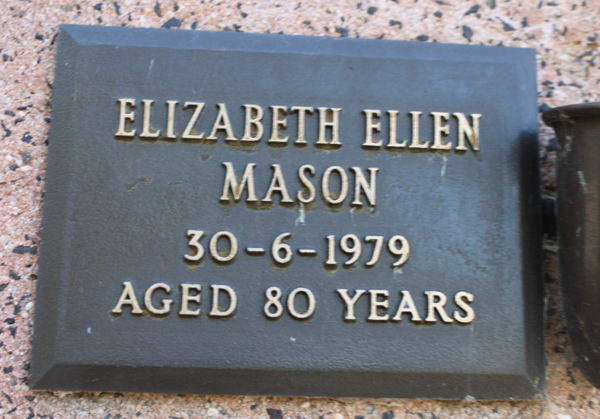 ELIZABETH ELLEN
MASON
30-6-1979
AGED 80 YEARS